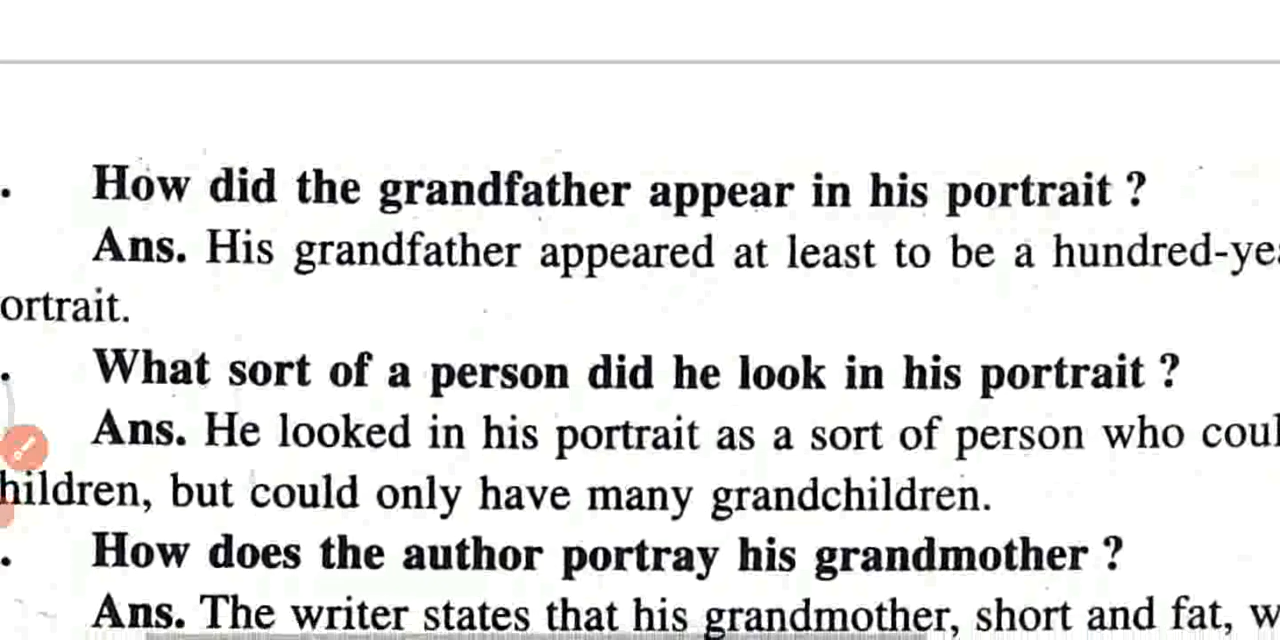 . How did the grandfather appear in his portrait ?
Ans. His grandfather appeared at least to be a
ortrait.
. What sort of a person did he look in his portrait ?
Ans. He looked in his portrait as a sort of person who
hildren, but could only have many grandchildren.
. How does the author portray his grandmother ?
Ans. The writer states that his grandmother, short and fat,